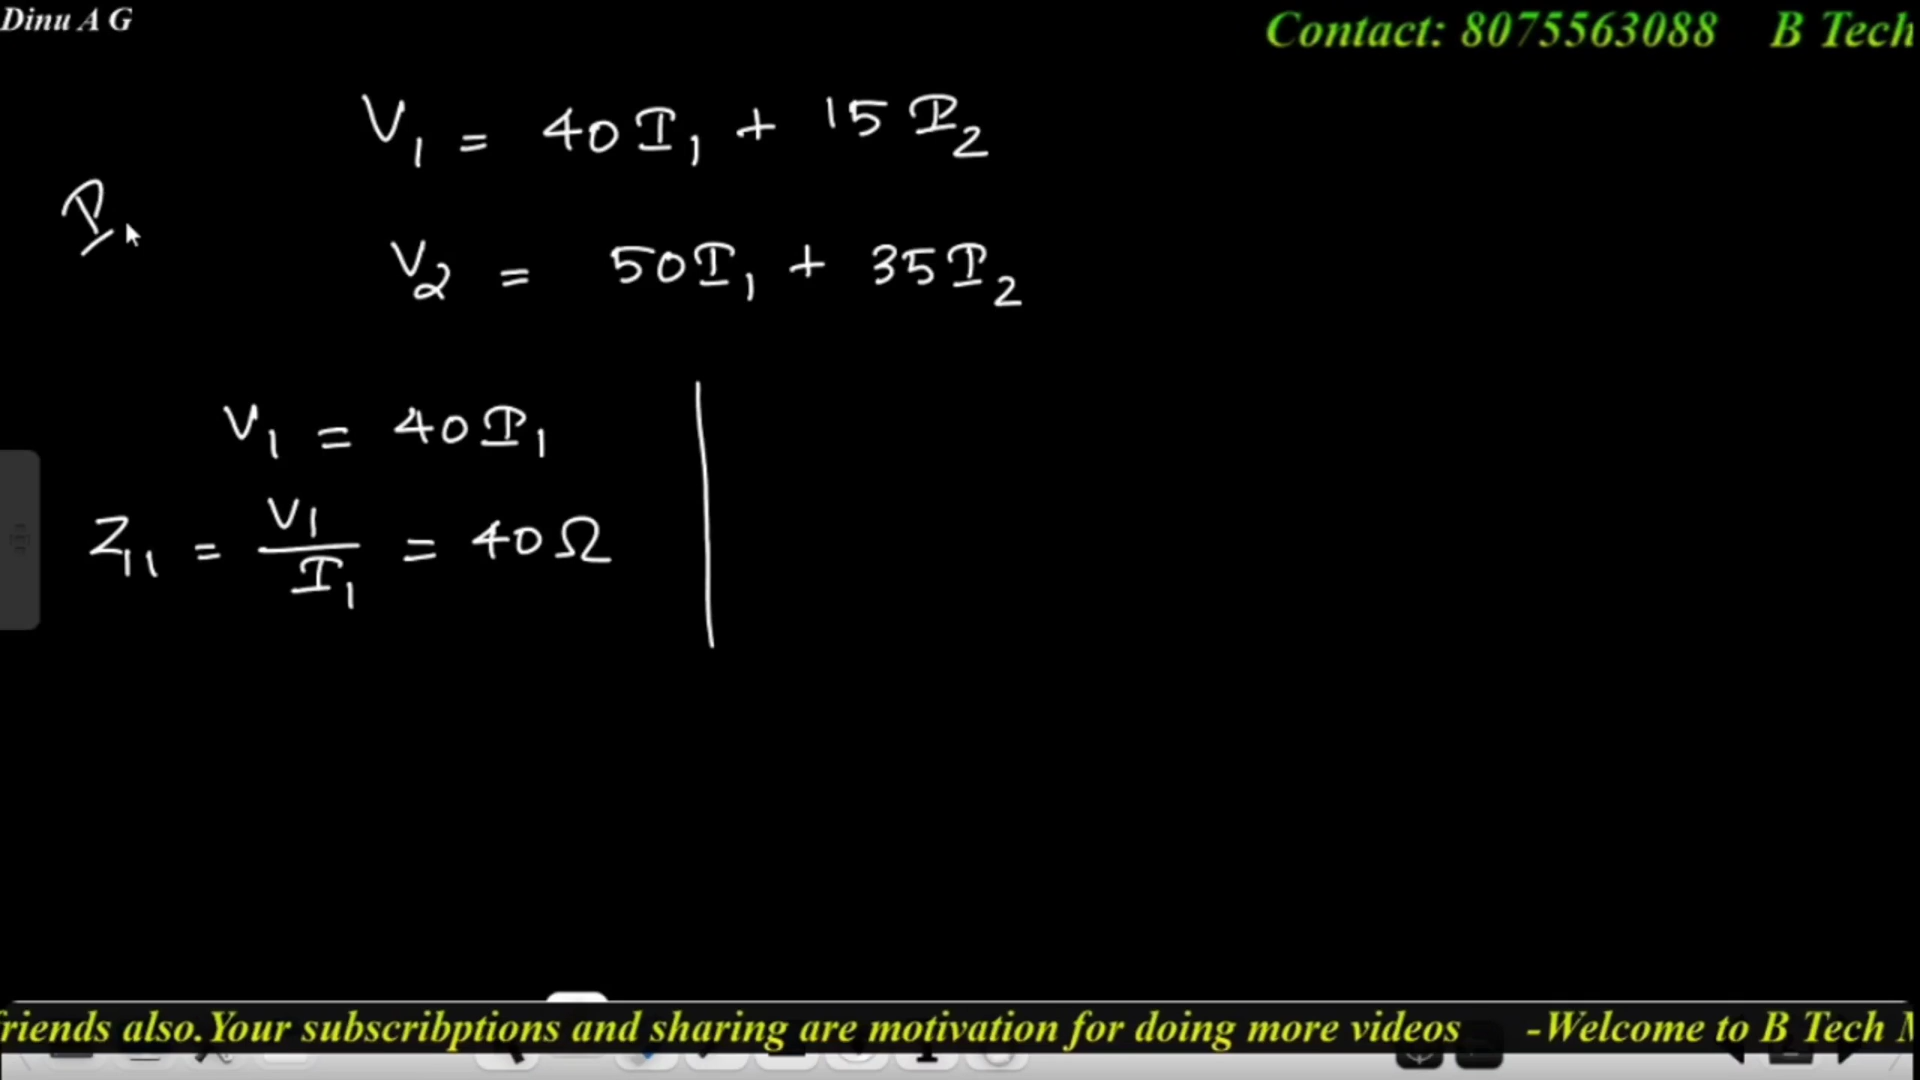 Dinu A G
Contact: 8075563088 B Tech
V₁ = 40I₁ + 15I₂
I₁
V₂ = 50I₁ + 35I₂
V₁ = 40I₁
Z₁₁ = V₁/I₁ = 40Ω
riends also.Your subscribptions and sharing are motivation for doing more videos -Welcome to B Tech